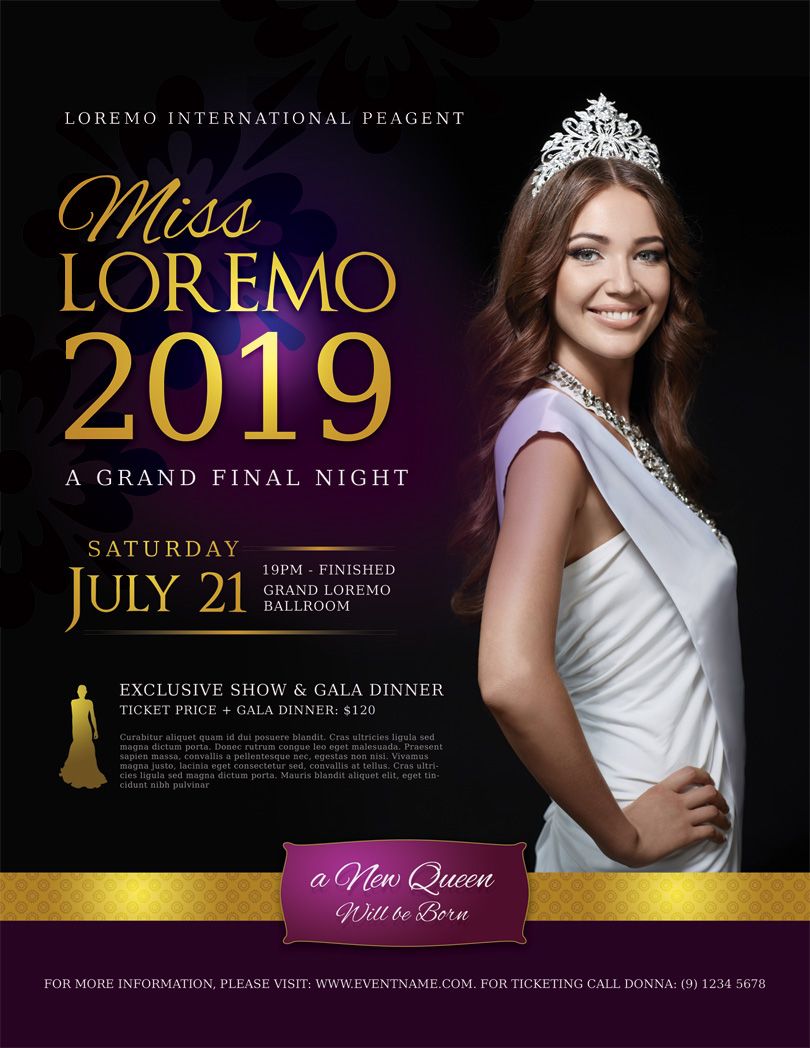 LOREMO INTERNATIONAL PEAGENT
Miss
LOREMO
2019
A GRAND FINAL NIGHT
SATURDAY
JULY 21
19PM - FINISHED
GRAND LOREMO
BALLROOM
EXCLUSIVE SHOW & GALA DINNER
TICKET PRICE + GALA DINNER: $120
Curabitur aliquet quam id dui posuere blandit. Cras ultricies ligula sed
magna dictum porta. Donec rutrum congue leo eget malesuada. Praesent
sapien massa, convallis a pellentesque nec, egestas non nisi. Vivamus
magna justo, lacinia eget consectetur sed, convallis at tellus. Cras ultri-
cies ligula sed magna dictum porta. Mauris blandit aliquet elit, eget tin-
cidunt nibh pulvinar
a New Queen
Will be Born
FOR MORE INFORMATION, PLEASE VISIT: WWW.EVENTNAME.COM. FOR TICKETING CALL DONNA: (9) 1234 5678